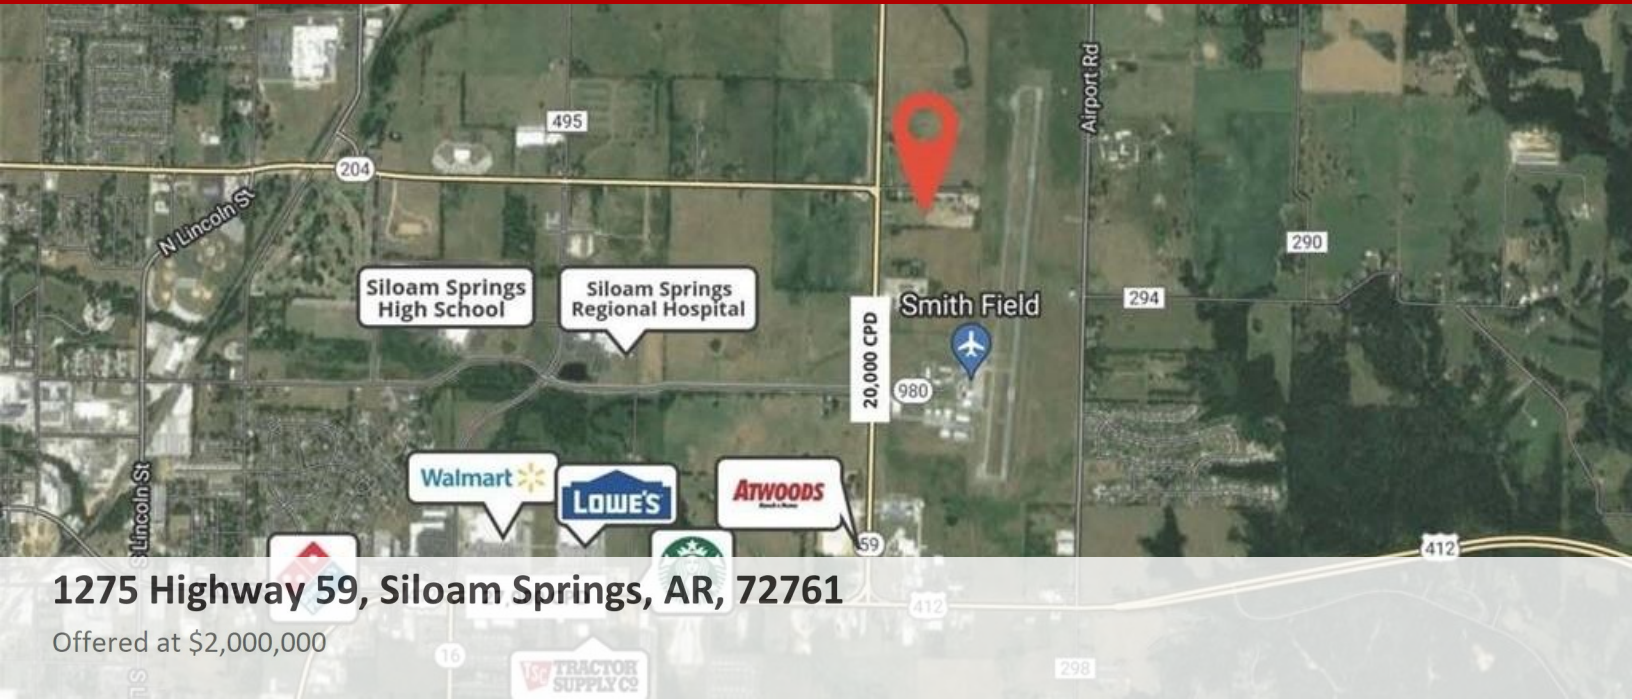 Airport Rd
495
204
N Lincoln St
290
Siloam Springs
High School
Siloam Springs
Regional Hospital
294
Smith Field
20,000 CPD
980
Walmart
LOWE'S
ATWOODS
S Lincoln St
59
412
1275 Highway 59, Siloam Springs, AR, 72761
412
Offered at $2,000,000
16
298
TSC TRACTOR
SUPPLY CO